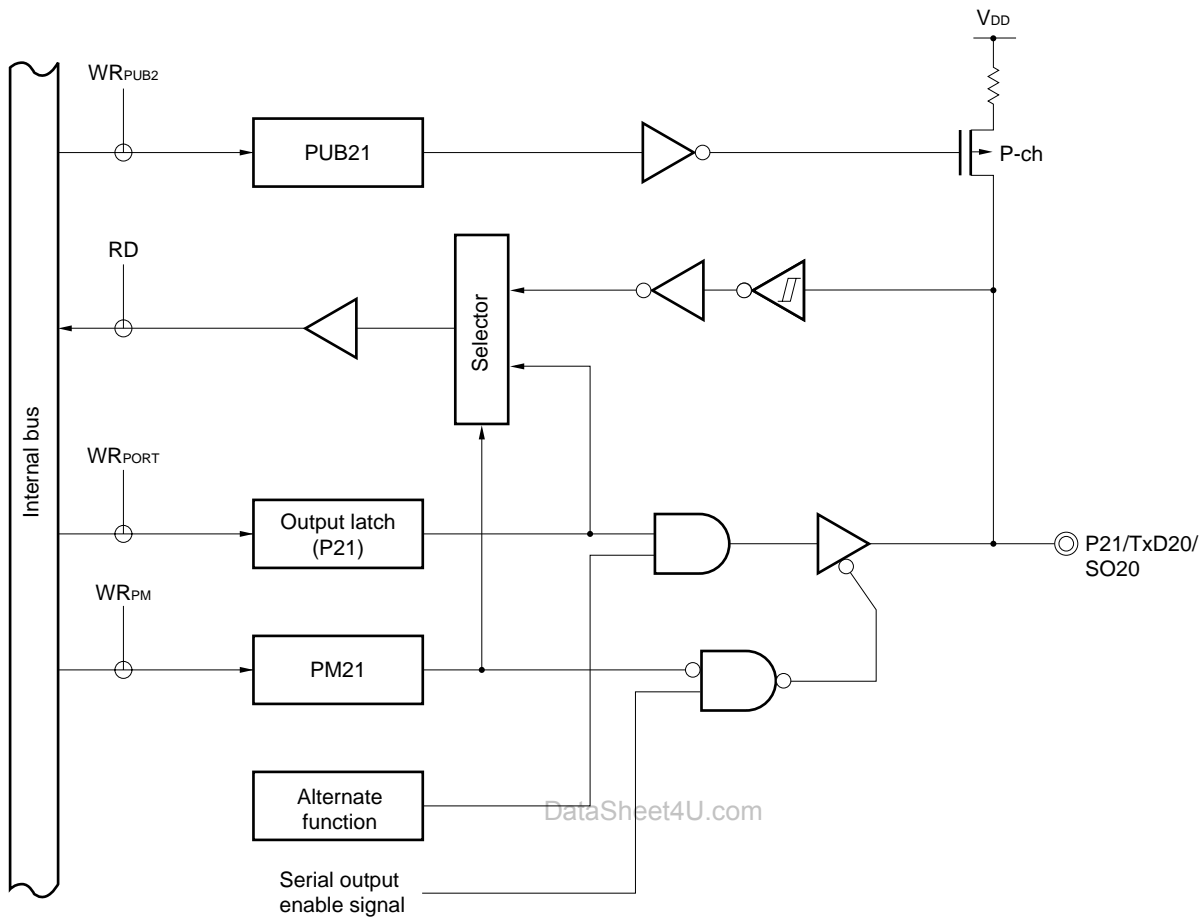 VDD
WRPUB2
PUB21
P-ch
RD
Selector
Internal bus
WRPORT
Output latch
(P21)
P21/TxD20/
SO20
WRPM
PM21
Alternate
function
DataSheet4U.com
Serial output
enable signal